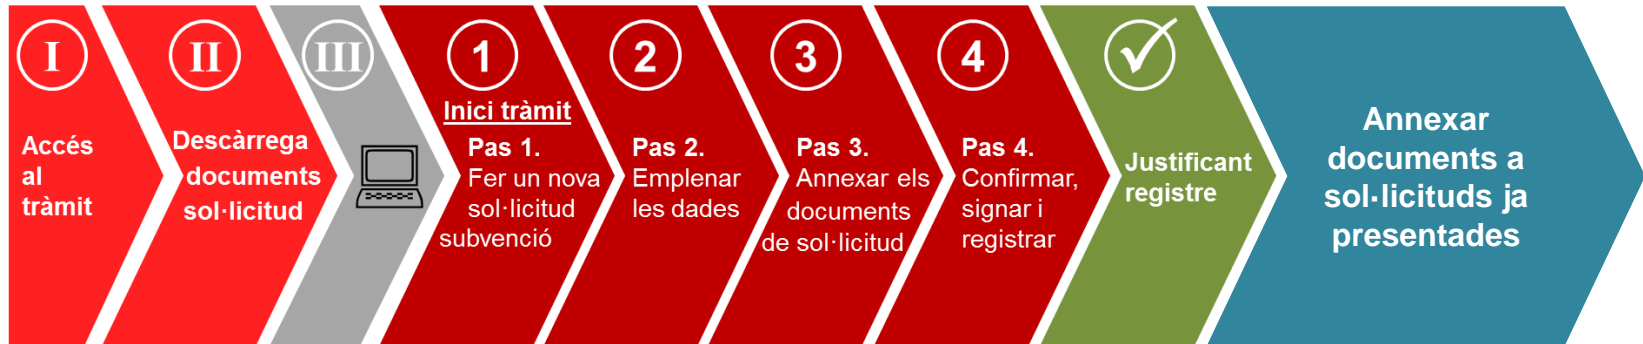 I
Accés
al
tràmit
II
Descàrrega
documents
sol·licitud
III
1
Inici tràmit
Pas 1.
Fer un nova
sol·licitud
subvenció
2
Pas 2.
Emplenar
les dades
3
Pas 3.
Annexar els
documents
de sol·licitud
4
Pas 4.
Confirmar,
signar i
registrar
Justificant
registre
Annexar
documents a
sol·licituds ja
presentades